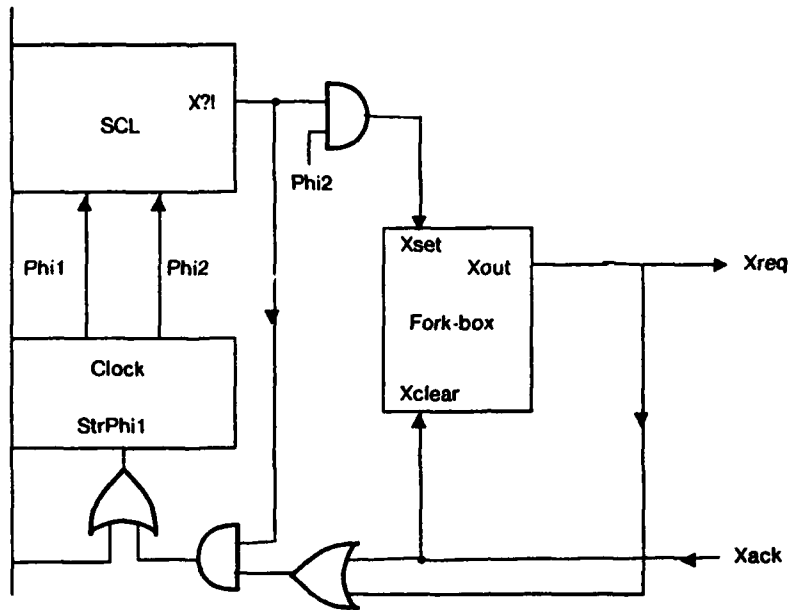 X?!
SCL
Phi2
Xset
Xout
Xreq
Phi1
Phi2
Fork-box
Clock
Xclear
StrPhi1
Xack